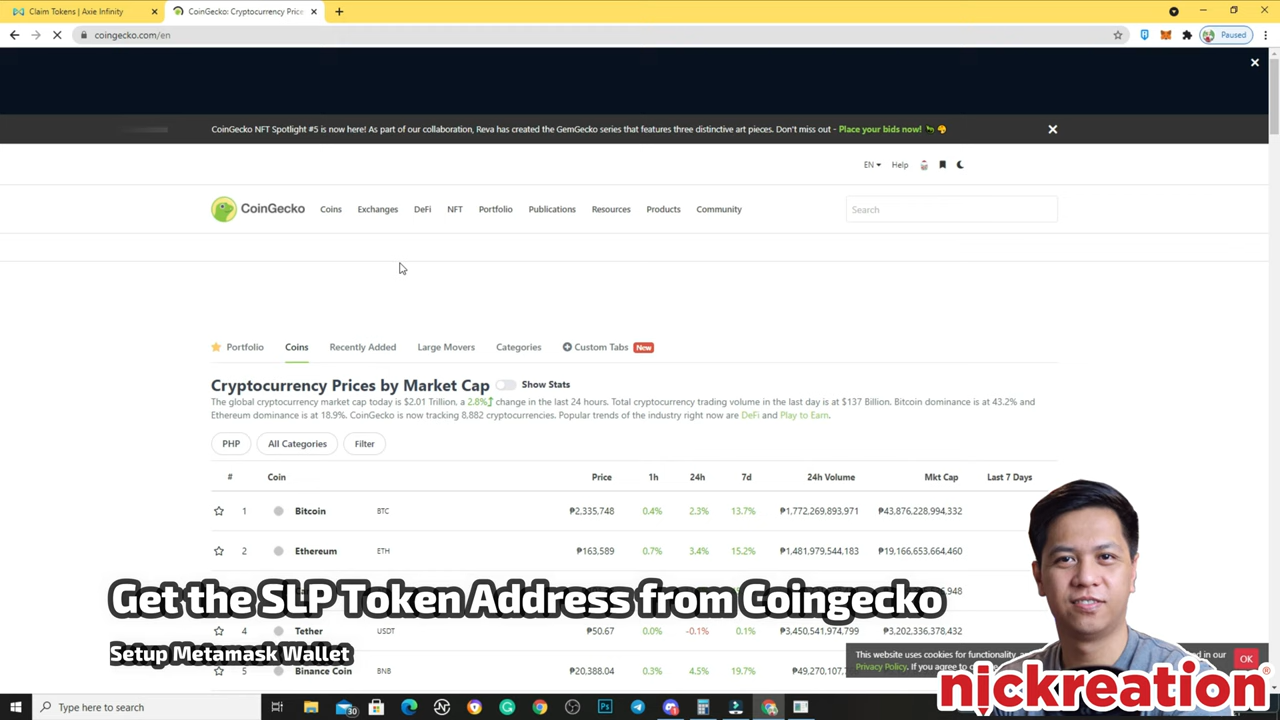 Claim Tokens | Axie Infinity
CoinGecko: Cryptocurrency Price
coingecko.com/en
Paused
CoinGecko NFT Spotlight #5 is now here! As part of our collaboration, Reva has created the GemGecko series that features three distinctive art pieces. Don't miss out - Place your bids now!
EN Help
CoinGecko Coins Exchanges DeFi NFT Portfolio Publications Resources Products Community Search
Portfolio Coins Recently Added Large Movers Categories Custom Tabs New
Cryptocurrency Prices by Market Cap Show Stats
The global cryptocurrency market cap today is $2.01 Trillion, a 2.8% change in the last 24 hours. Total cryptocurrency trading volume in the last day is at $137 Billion. Bitcoin dominance is at 43.2% and
Ethereum dominance is at 18.9%. CoinGecko is now tracking 8,882 cryptocurrencies. Popular trends of the industry right now are DeFi and Play to Earn.
PHP All Categories Filter
# Coin Price 1h 24h 7d 24h Volume Mkt Cap Last 7 Days
1 Bitcoin BTC ₱2,335,748 0.4% 2.3% 13.7% ₱1,772,269,893,971 ₱43,876,228,994,332
2 Ethereum ETH ₱163,589 0.7% 3.4% 15.2% ₱1,481,979,544,183 ₱19,166,653,664,460
Get the SLP Token Address from Coingecko
4 Tether USDT ₱50.67 0.0% -0.1% 0.1% ₱3,450,541,974,799 ₱3,202,336,378,432
Setup Metamask Wallet
This website uses cookies for functionality,
Privacy Policy. If you agree to
OK
5 Binance Coin BNB ₱20,388.04 0.3% 4.5% 19.7%
nickreation®
Type here to search
30